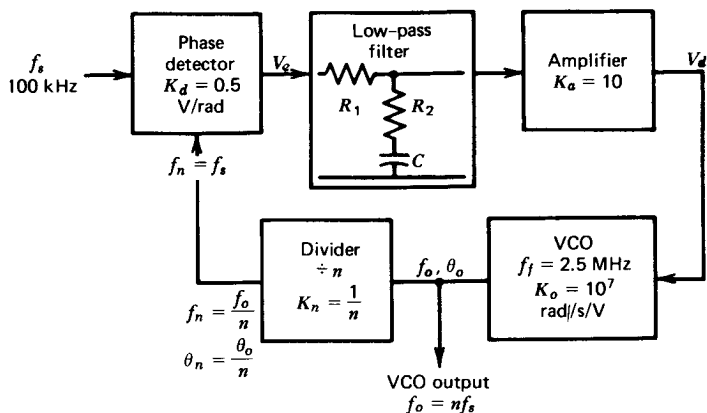 f_s
100 kHz
Phase
detector
K_d = 0.5
V/rad
V_e
Low-pass
filter
R_1
R_2
C
Amplifier
K_a = 10
V_d
f_n = f_s
Divider
÷ n
K_n = 1/n
f_o, θ_o
VCO
f_f = 2.5 MHz
K_o = 10^7
rad/s/V
f_n = f_o/n
θ_n = θ_o/n
VCO output
f_o = nf_s